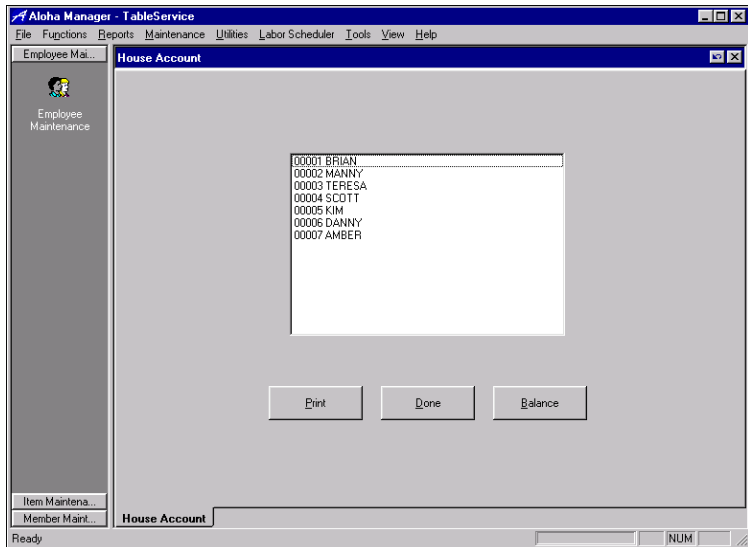 Aloha Manager - TableService
File Functions Reports Maintenance Utilities Labor Scheduler Tools View Help
Employee Mai...
House Account
Employee
Maintenance
00001 BRIAN
00002 MANNY
00003 TERESA
00004 SCOTT
00005 KIM
00006 DANNY
00007 AMBER
Print Done Balance
Item Maintena...
Member Maint...
House Account
Ready NUM